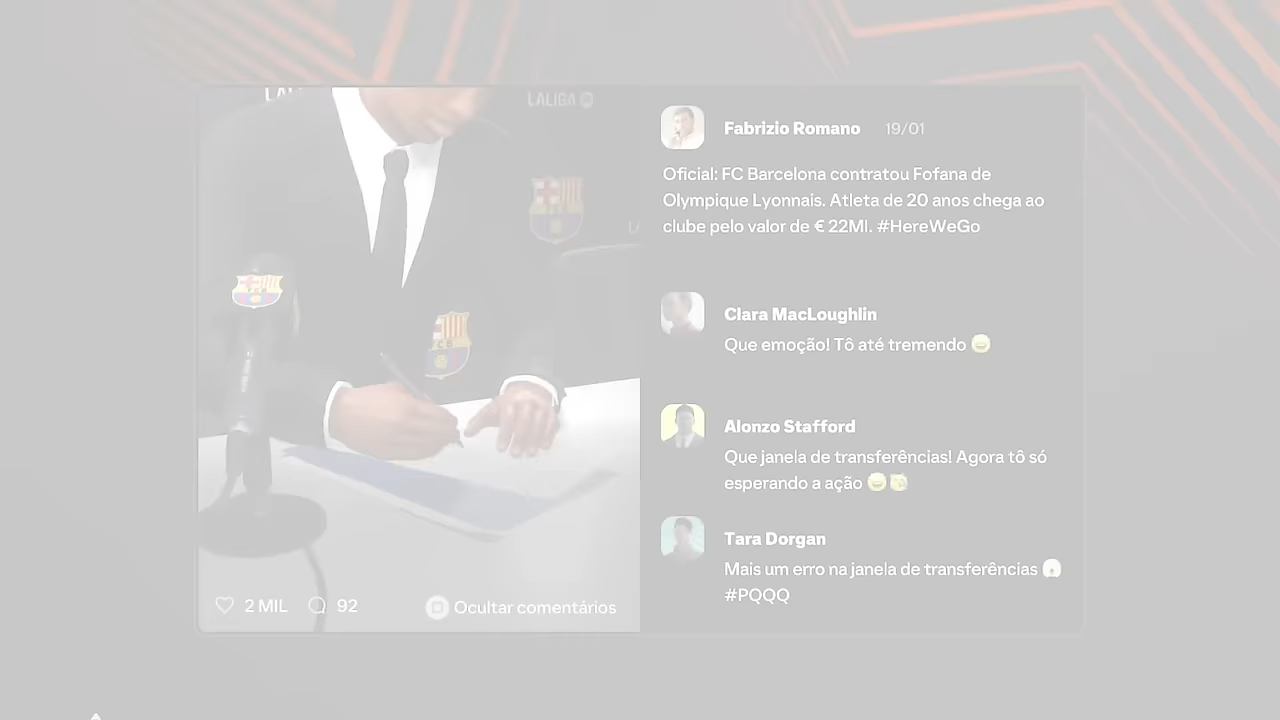 LALIGA
Fabrizio Romano 19/01
Oficial: FC Barcelona contratou Fofana de
Olympique Lyonnais. Atleta de 20 anos chega ao
clube pelo valor de € 22MI. #HereWeGo
Clara MacLoughlin
Que emoção! Tô até tremendo
Alonzo Stafford
Que janela de transferências! Agora tô só
esperando a ação
Tara Dorgan
Mais um erro na janela de transferências
#PQQQ
2 MIL 92 Ocultar comentários